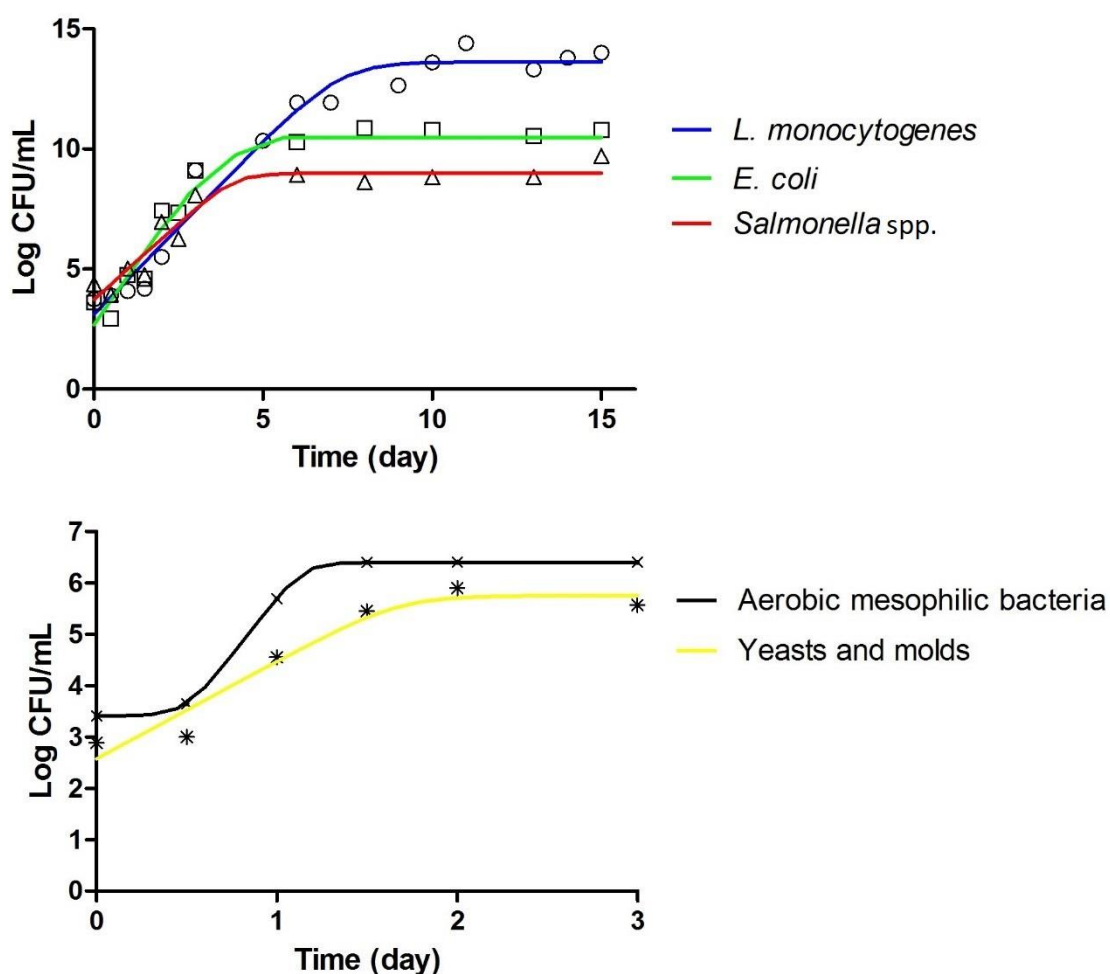 15
10
5
0
Log CFU/mL
0 5 10 15
Time (day)
L. monocytogenes
E. coli
Salmonella spp.
7
6
5
4
3
2
1
0
Log CFU/mL
0 1 2 3
Time (day)
Aerobic mesophilic bacteria
Yeasts and molds